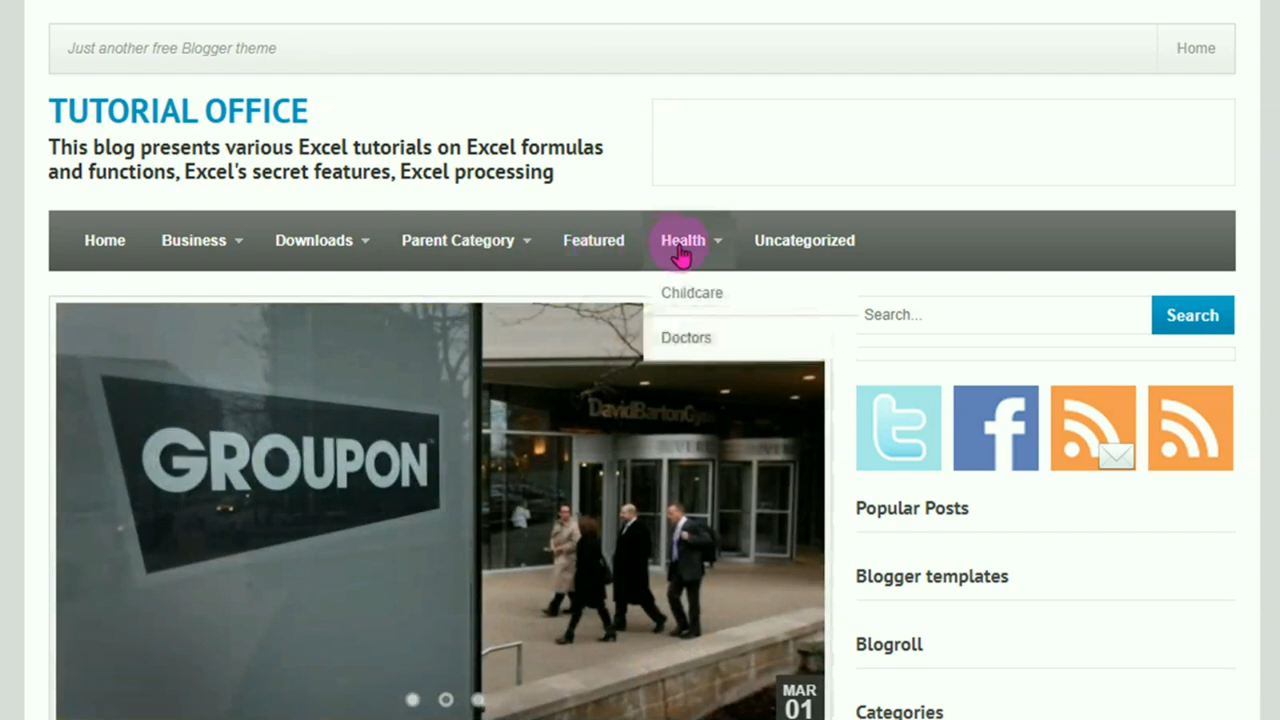 Just another free Blogger theme
Home
TUTORIAL OFFICE
This blog presents various Excel tutorials on Excel formulas
and functions, Excel's secret features, Excel processing
Home Business Downloads Parent Category Featured Health Uncategorized
Childcare
Doctors
Search...
Search
GROUPON
DavidBartonGym
Popular Posts
Blogger templates
Blogroll
Categories
MAR
01